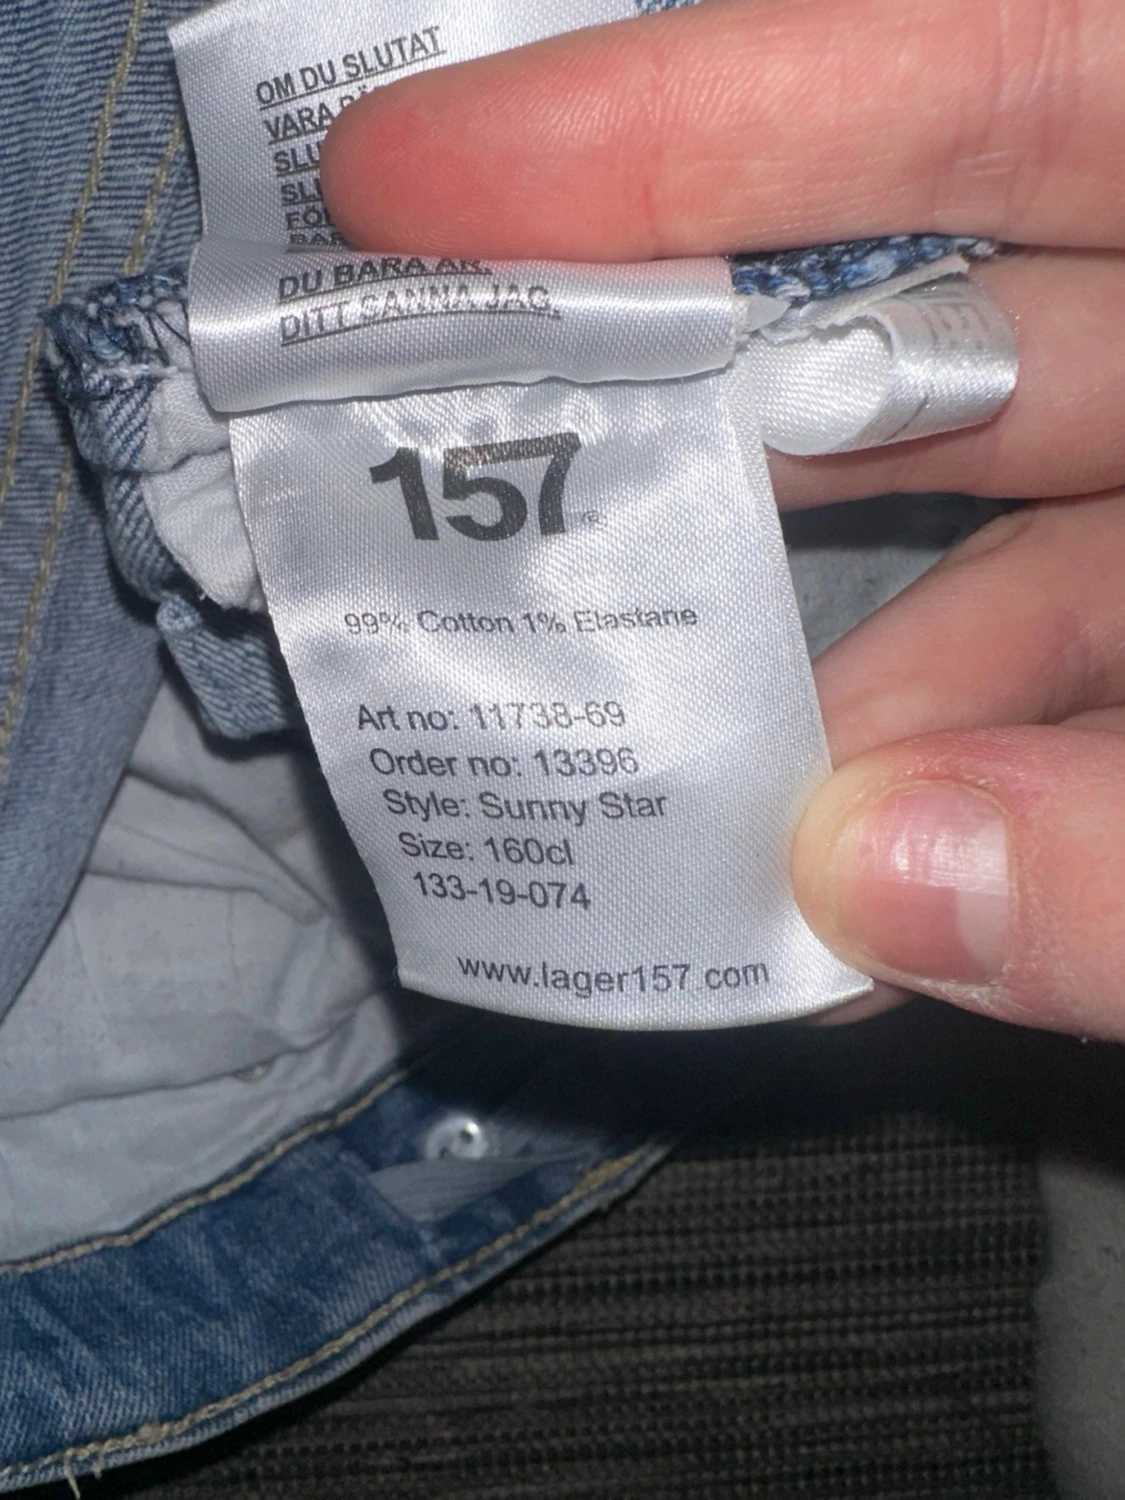 OM DU SLUTAT
VARA
DU BARA ÄR.
DITT SANNA JAG.
157®
99% Cotton 1% Elastane
Art no: 11738-69
Order no: 13396
Style: Sunny Star
Size: 160cl
133-19-074
www.lager157.com